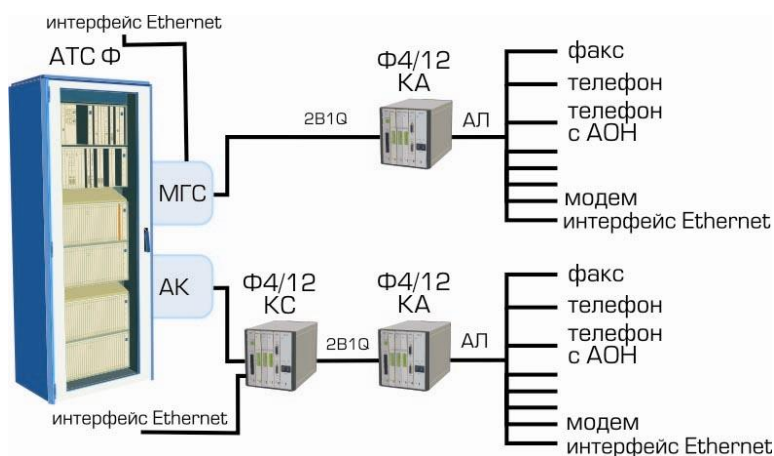 интерфейс Ethernet
АТС Ф
МГС
2B1Q
Ф4/12
КА
АЛ
факс
телефон
телефон
с АОН
модем
интерфейс Ethernet
АК
Ф4/12
КС
2B1Q
Ф4/12
КА
АЛ
факс
телефон
телефон
с АОН
модем
интерфейс Ethernet
интерфейс Ethernet